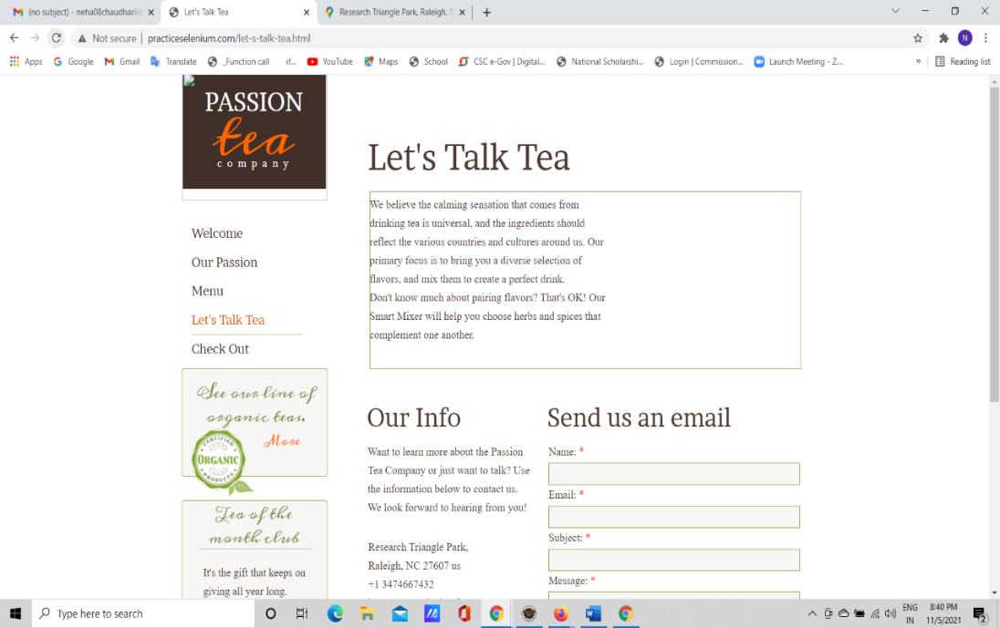 (no subject) - neha08chaudharii
Let's Talk Tea
Research Triangle Park, Raleigh,
Not secure
practiceselenium.com/let-s-talk-tea.html
N
Apps
Google
Gmail
Translate
_Function call
if...
YouTube
Maps
School
CSC e-Gov | Digital...
National Scholarshi...
Login | Commission...
Launch Meeting - Z...
»
Reading list
PASSION
tea
company
Welcome
Our Passion
Menu
Let's Talk Tea
Check Out
See our line of
organic teas.
More
CERTIFIED
ORGANIC
PRODUCTS
Tea of the
month club
It's the gift that keeps on
giving all year long.
Let's Talk Tea
We believe the calming sensation that comes from
drinking tea is universal, and the ingredients should
reflect the various countries and cultures around us. Our
primary focus is to bring you a diverse selection of
flavors, and mix them to create a perfect drink.
Don't know much about pairing flavors? That's OK! Our
Smart Mixer will help you choose herbs and spices that
complement one another.
Our Info
Want to learn more about the Passion
Tea Company or just want to talk? Use
the information below to contact us.
We look forward to hearing from you!
Research Triangle Park,
Raleigh, NC 27607 us
+1 3474667432
Send us an email
Name: *
Email: *
Subject: *
Message: *
Type here to search
ENG
IN
8:40 PM
11/5/2021
2